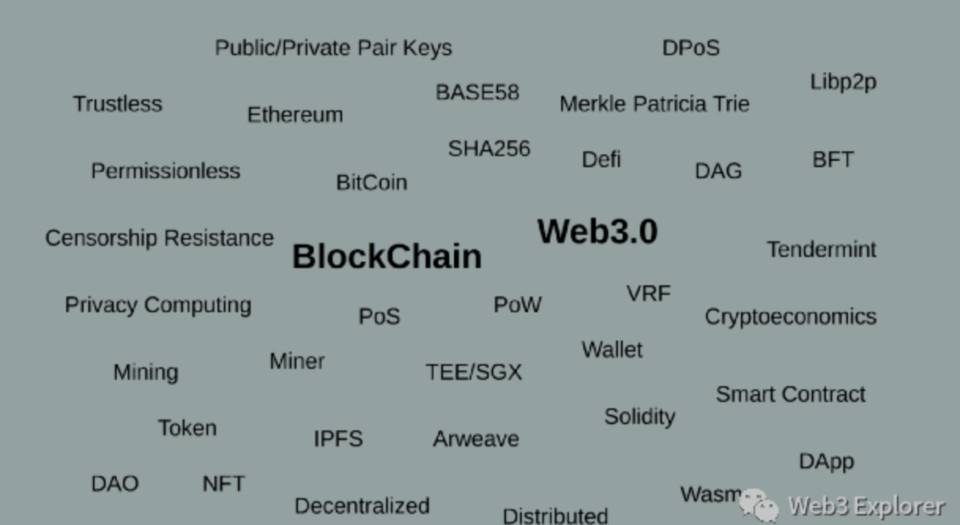 Public/Private Pair Keys
DPoS
Libp2p
BASE58
Trustless
Merkle Patricia Trie
Ethereum
SHA256
Defi
BFT
Permissionless
DAG
BitCoin
Web3.0
Censorship Resistance
Tendermint
BlockChain
VRF
Privacy Computing
PoW
PoS
Cryptoeconomics
Wallet
Miner
Mining
TEE/SGX
Smart Contract
Solidity
Token
IPFS
Arweave
DApp
DAO
NFT
Wasm
Decentralized
Distributed
Web3 Explorer